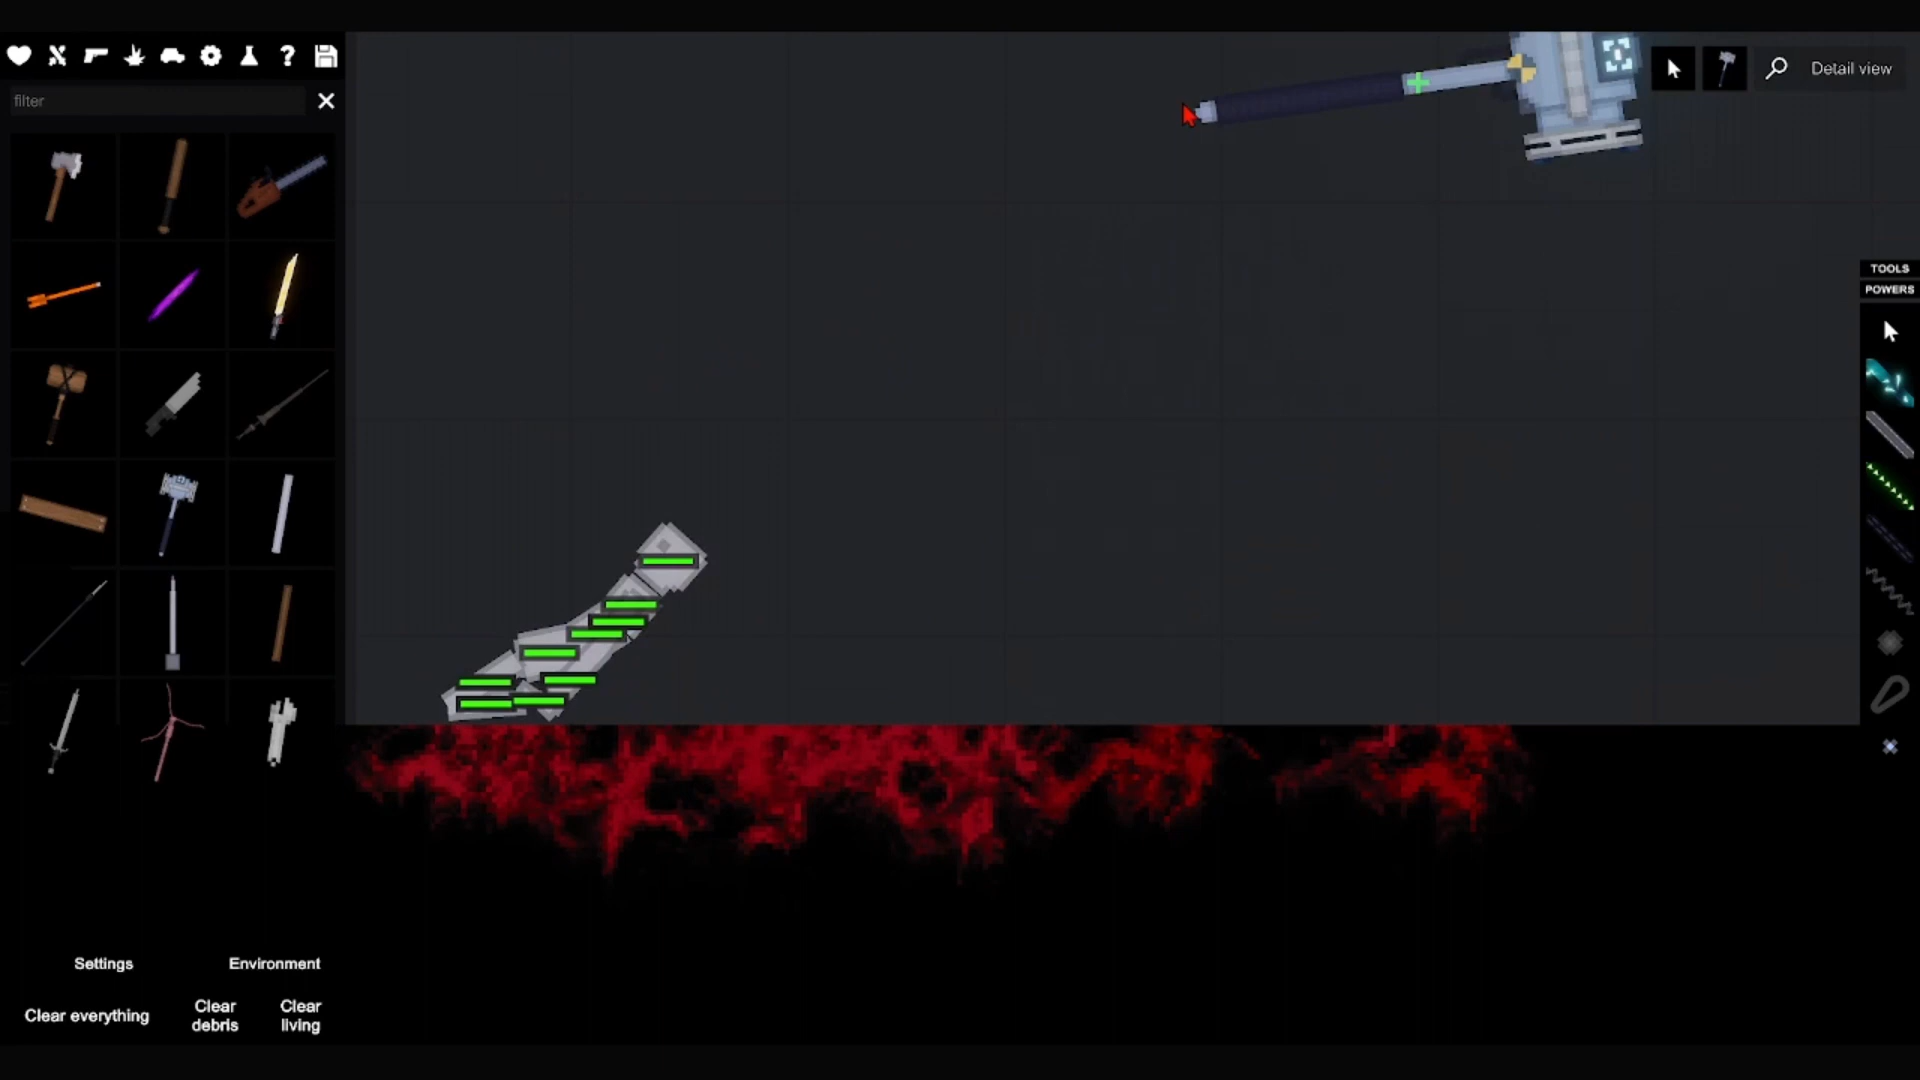 filter
Detail view
TOOLS
POWERS
Settings
Environment
Clear everything
Clear
debris
Clear
living